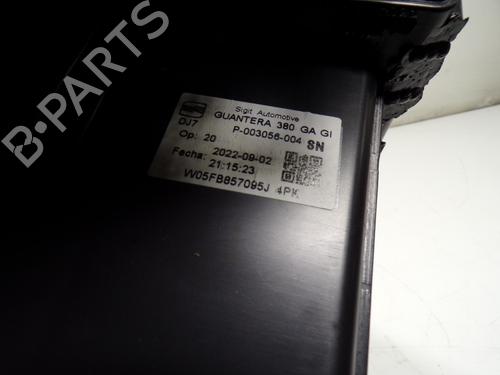 Sigit Automotive
GUANTERA 380 GA GI
P-003056-004 SN
0J7
Op: 20
Fecha: 2022-09-02
21:15:23
W05FB857095J 4PK
B-PARTS